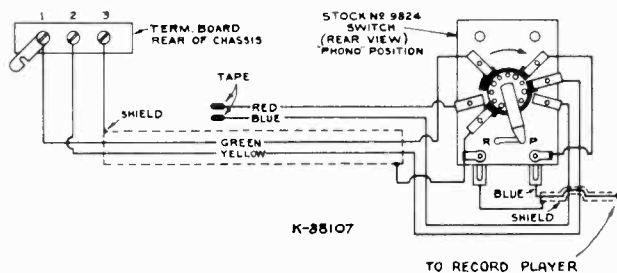 1 2 3
TERM. BOARD
REAR OF CHASSIS
STOCK Nº 9824
SWITCH
(REAR VIEW)
"PHONO" POSITION
TAPE
RED
BLUE
SHIELD
GREEN
YELLOW
R P
BLUE
SHIELD
K-88107
TO RECORD PLAYER